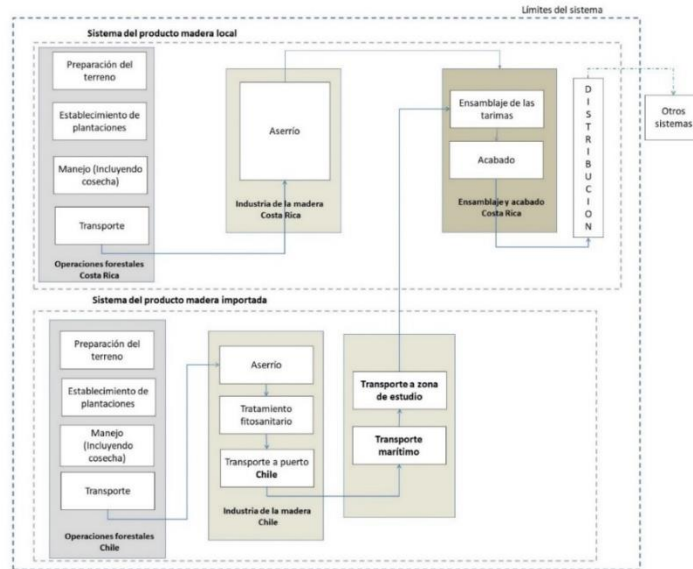 Límites del sistema
Sistema del producto madera local
Preparación del
terreno
Establecimiento de
plantaciones
Manejo (Incluyendo
cosecha)
Transporte
Operaciones forestales
Costa Rica
Aserrío
Industria de la madera
Costa Rica
Ensamblaje de las
tarimas
Acabado
Ensamblaje y acabado
Costa Rica
D
I
S
T
R
I
B
U
C
I
O
N
Otros
sistemas
Sistema del producto madera importada
Preparación del
terreno
Establecimiento de
plantaciones
Manejo
(Incluyendo
cosecha)
Transporte
Operaciones forestales
Chile
Aserrío
Tratamiento
fitosanitario
Transporte a puerto
Chile
Industria de la madera
Chile
Transporte a zona
de estudio
Transporte
marítimo